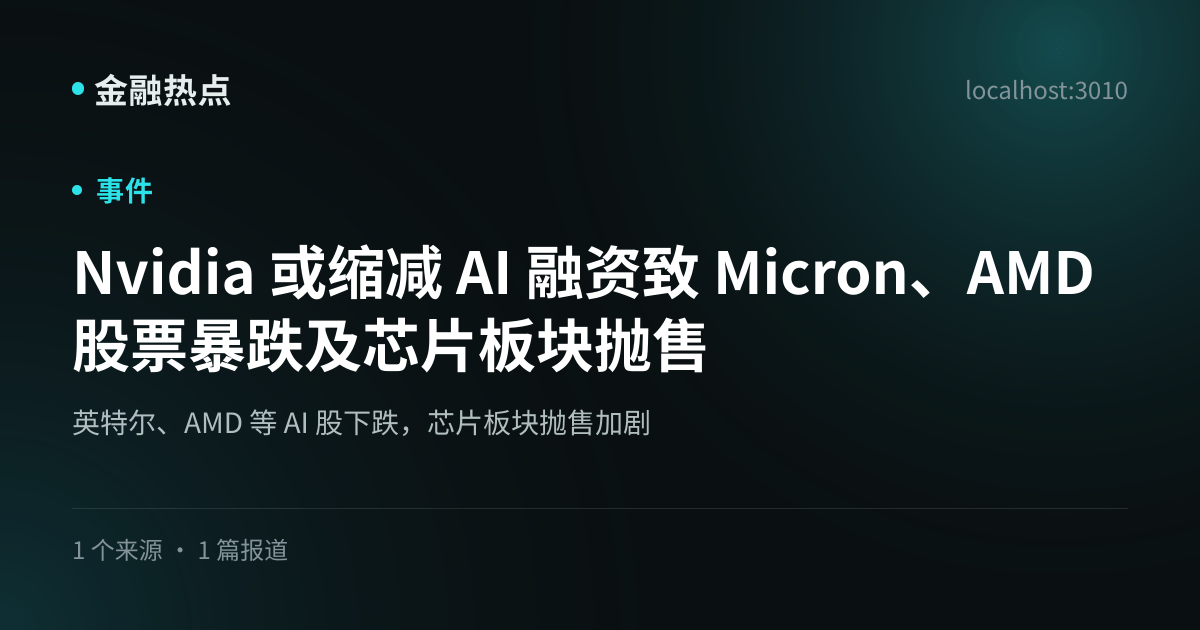 金融热点
localhost:3010
事件
Nvidia 或缩减 AI 融资致 Micron、AMD
股票暴跌及芯片板块抛售
英特尔、AMD 等 AI 股下跌，芯片板块抛售加剧
1 个来源 · 1 篇报道